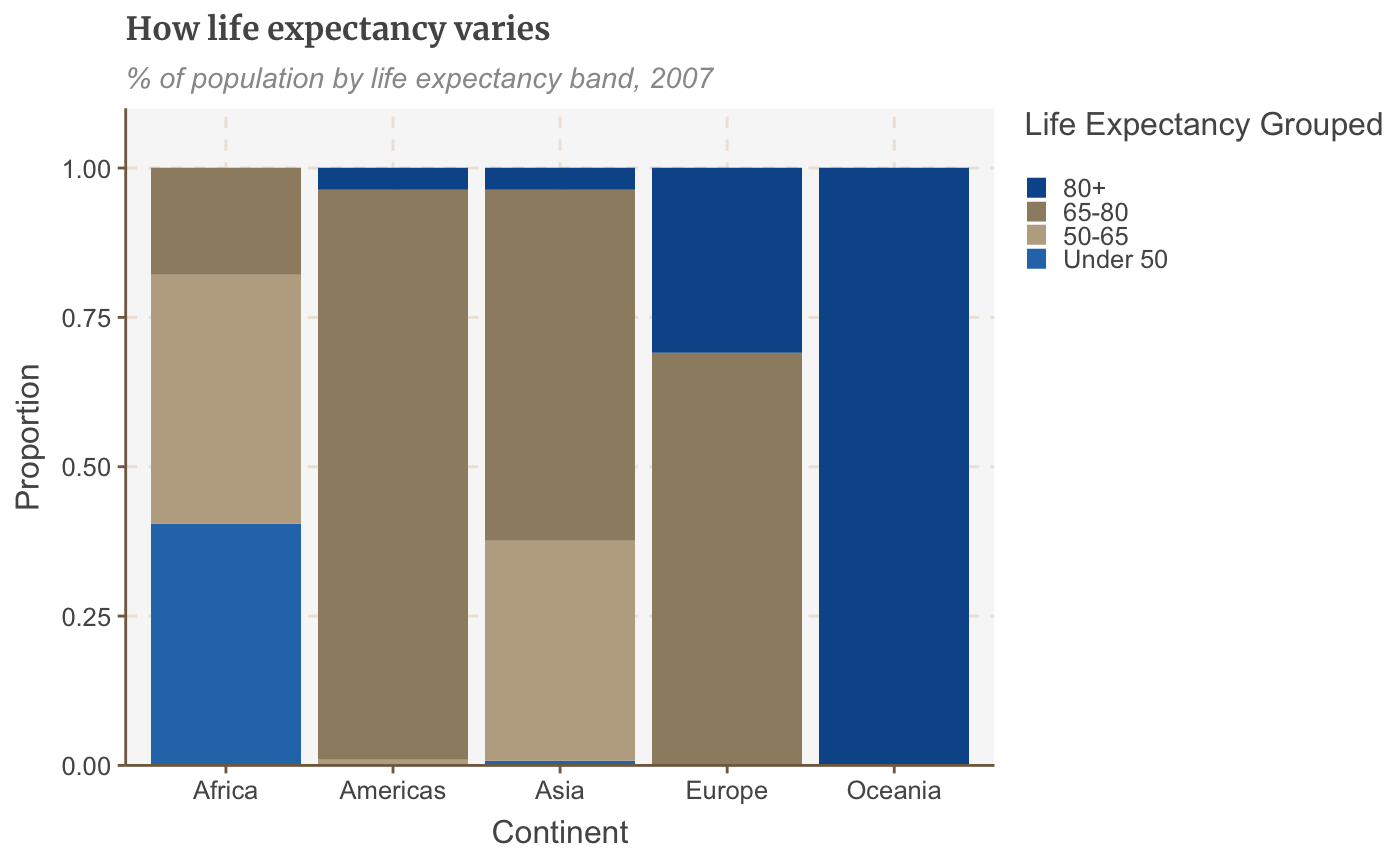 How life expectancy varies
% of population by life expectancy band, 2007
Life Expectancy Grouped
80+
65-80
50-65
Under 50
Proportion
1.00
0.75
0.50
0.25
0.00
Africa Americas Asia Europe Oceania
Continent